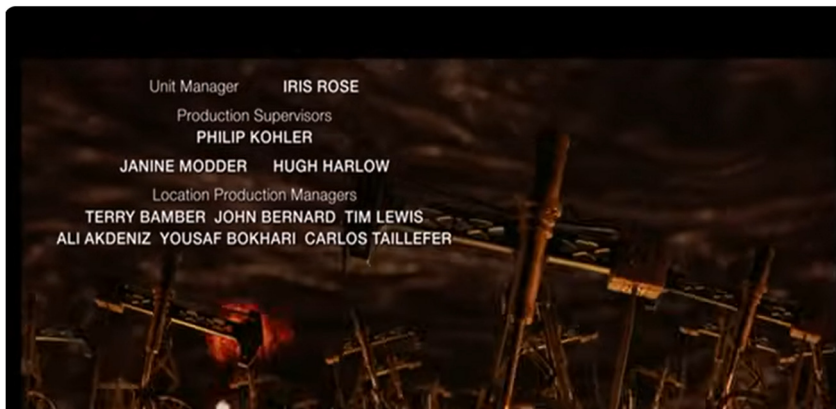 Unit Manager IRIS ROSE
Production Supervisors
PHILIP KOHLER
JANINE MODDER HUGH HARLOW
Location Production Managers
TERRY BAMBER JOHN BERNARD TIM LEWIS
ALI AKDENIZ YOUSAF BOKHARI CARLOS TAILLEFER